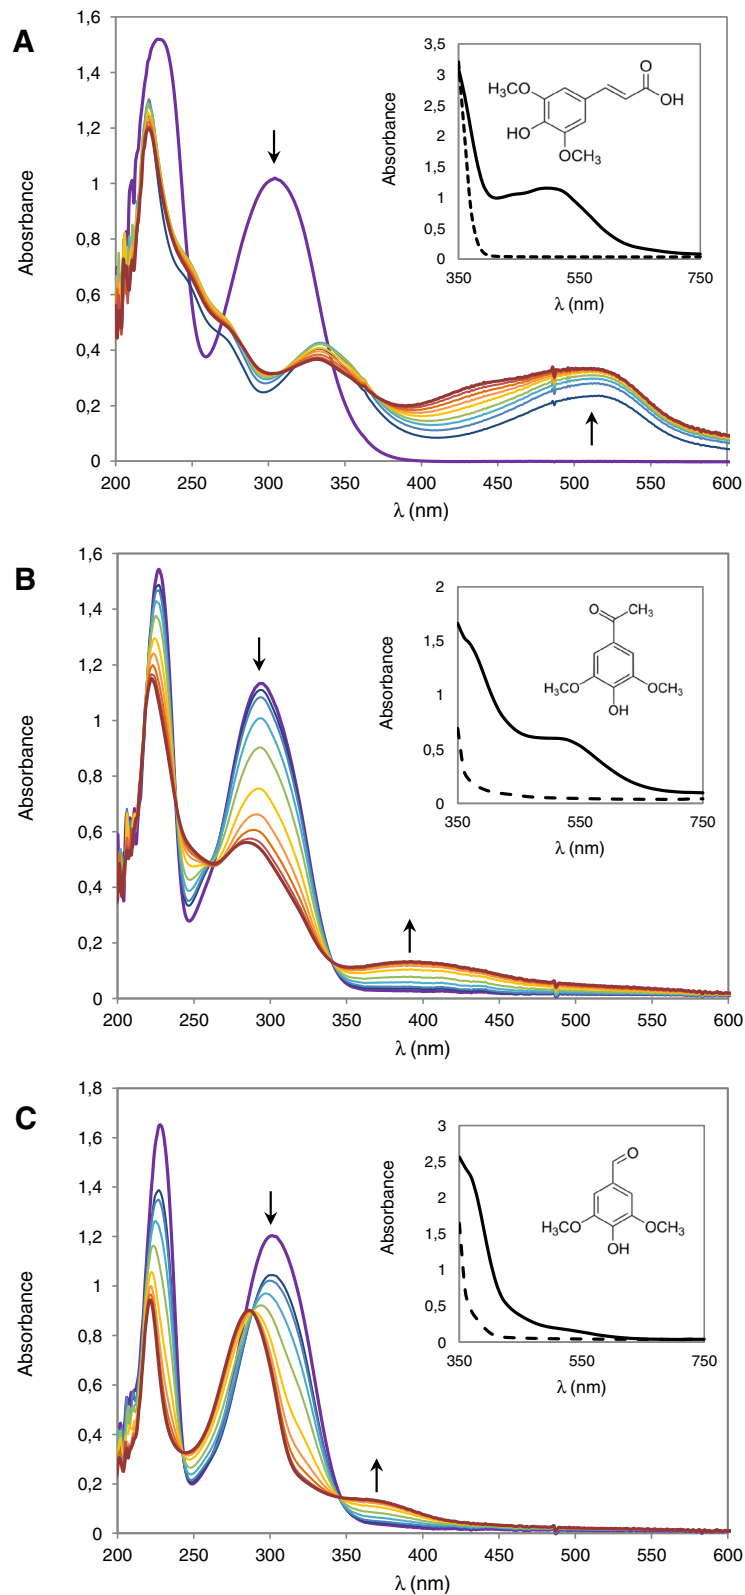 A
1,6
1,4
1,2
1
0,8
0,6
0,4
0,2
0
Abosrbance
200 250 300 350 400 450 500 550 600
λ (nm)
3,5
3
2,5
2
1,5
1
0,5
0
Absorbance
350 550 750
λ (nm)
O
H₃CO
OH
HO
OCH₃
B
1,6
1,4
1,2
1
0,8
0,6
0,4
0,2
0
Absorbance
200 250 300 350 400 450 500 550 600
λ (nm)
2
1,5
1
0,5
0
Absorbance
350 550 750
λ (nm)
O CH₃
H₃CO OCH₃
OH
C
1,8
1,6
1,4
1,2
1
0,8
0,6
0,4
0,2
0
Absorbance
200 250 300 350 400 450 500 550 600
λ (nm)
3
2,5
2
1,5
1
0,5
0
Absorbance
350 550 750
λ (nm)
O
H₃CO OCH₃
OH